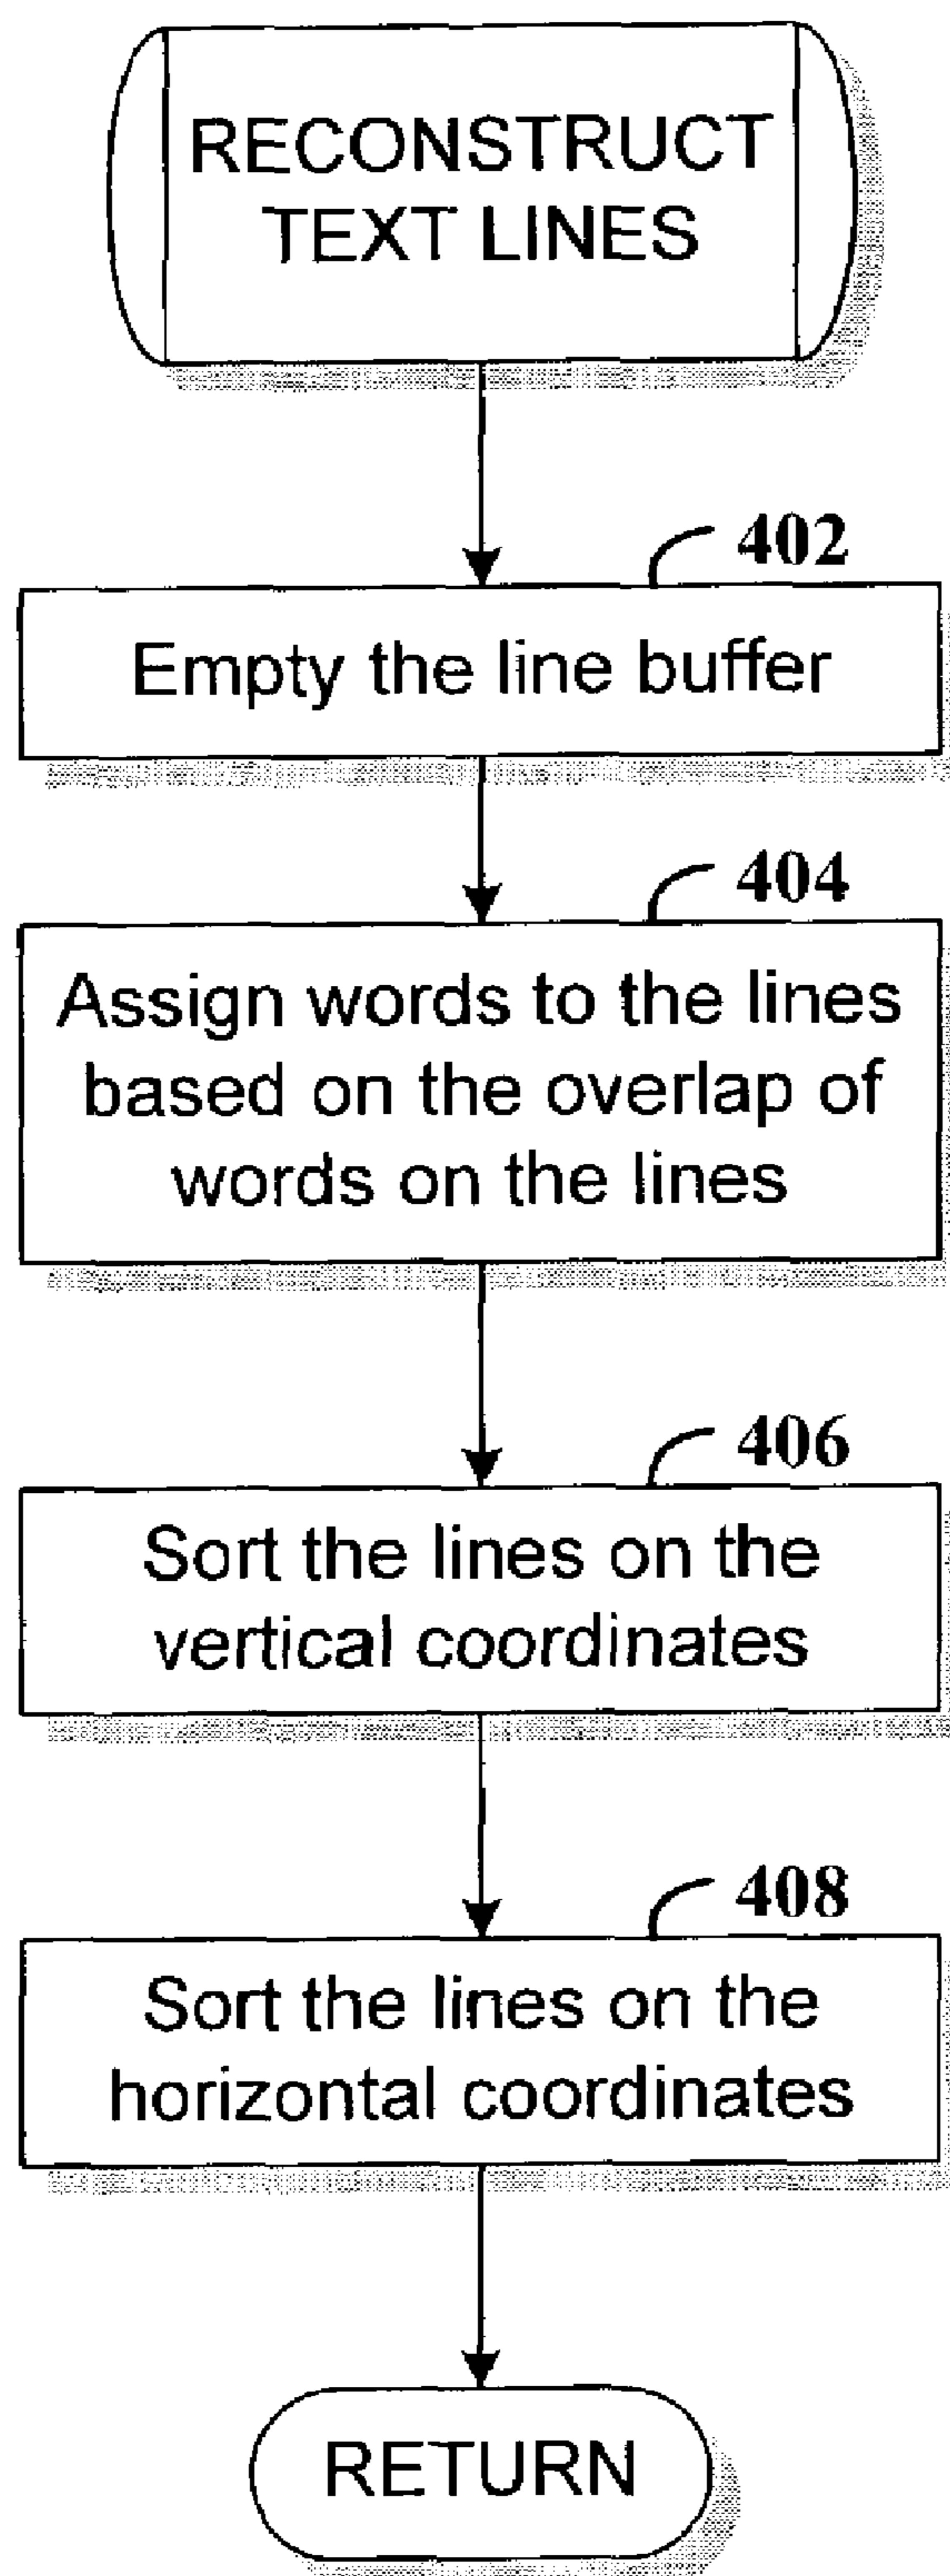 RECONSTRUCT
TEXT LINES
402
Empty the line buffer
404
Assign words to the lines
based on the overlap of
words on the lines
406
Sort the lines on the
vertical coordinates
408
Sort the lines on the
horizontal coordinates
RETURN